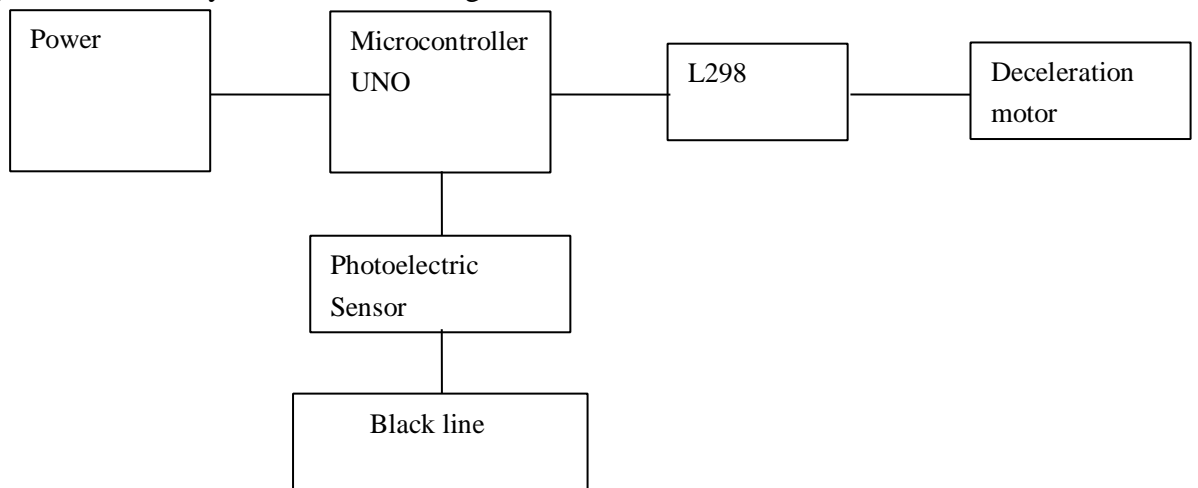 Power
Microcontroller
UNO
L298
Deceleration
motor
Photoelectric
Sensor
Black line